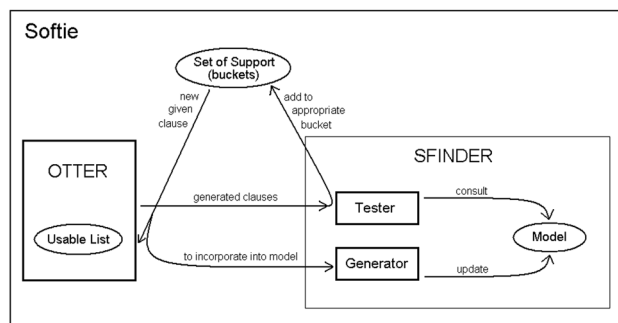 Softie
Set of Support
(buckets)
new
given
clause
add to
appropriate
bucket
OTTER
SFINDER
generated clauses
Tester
consult
Usable List
Model
to incorporate into model
Generator
update